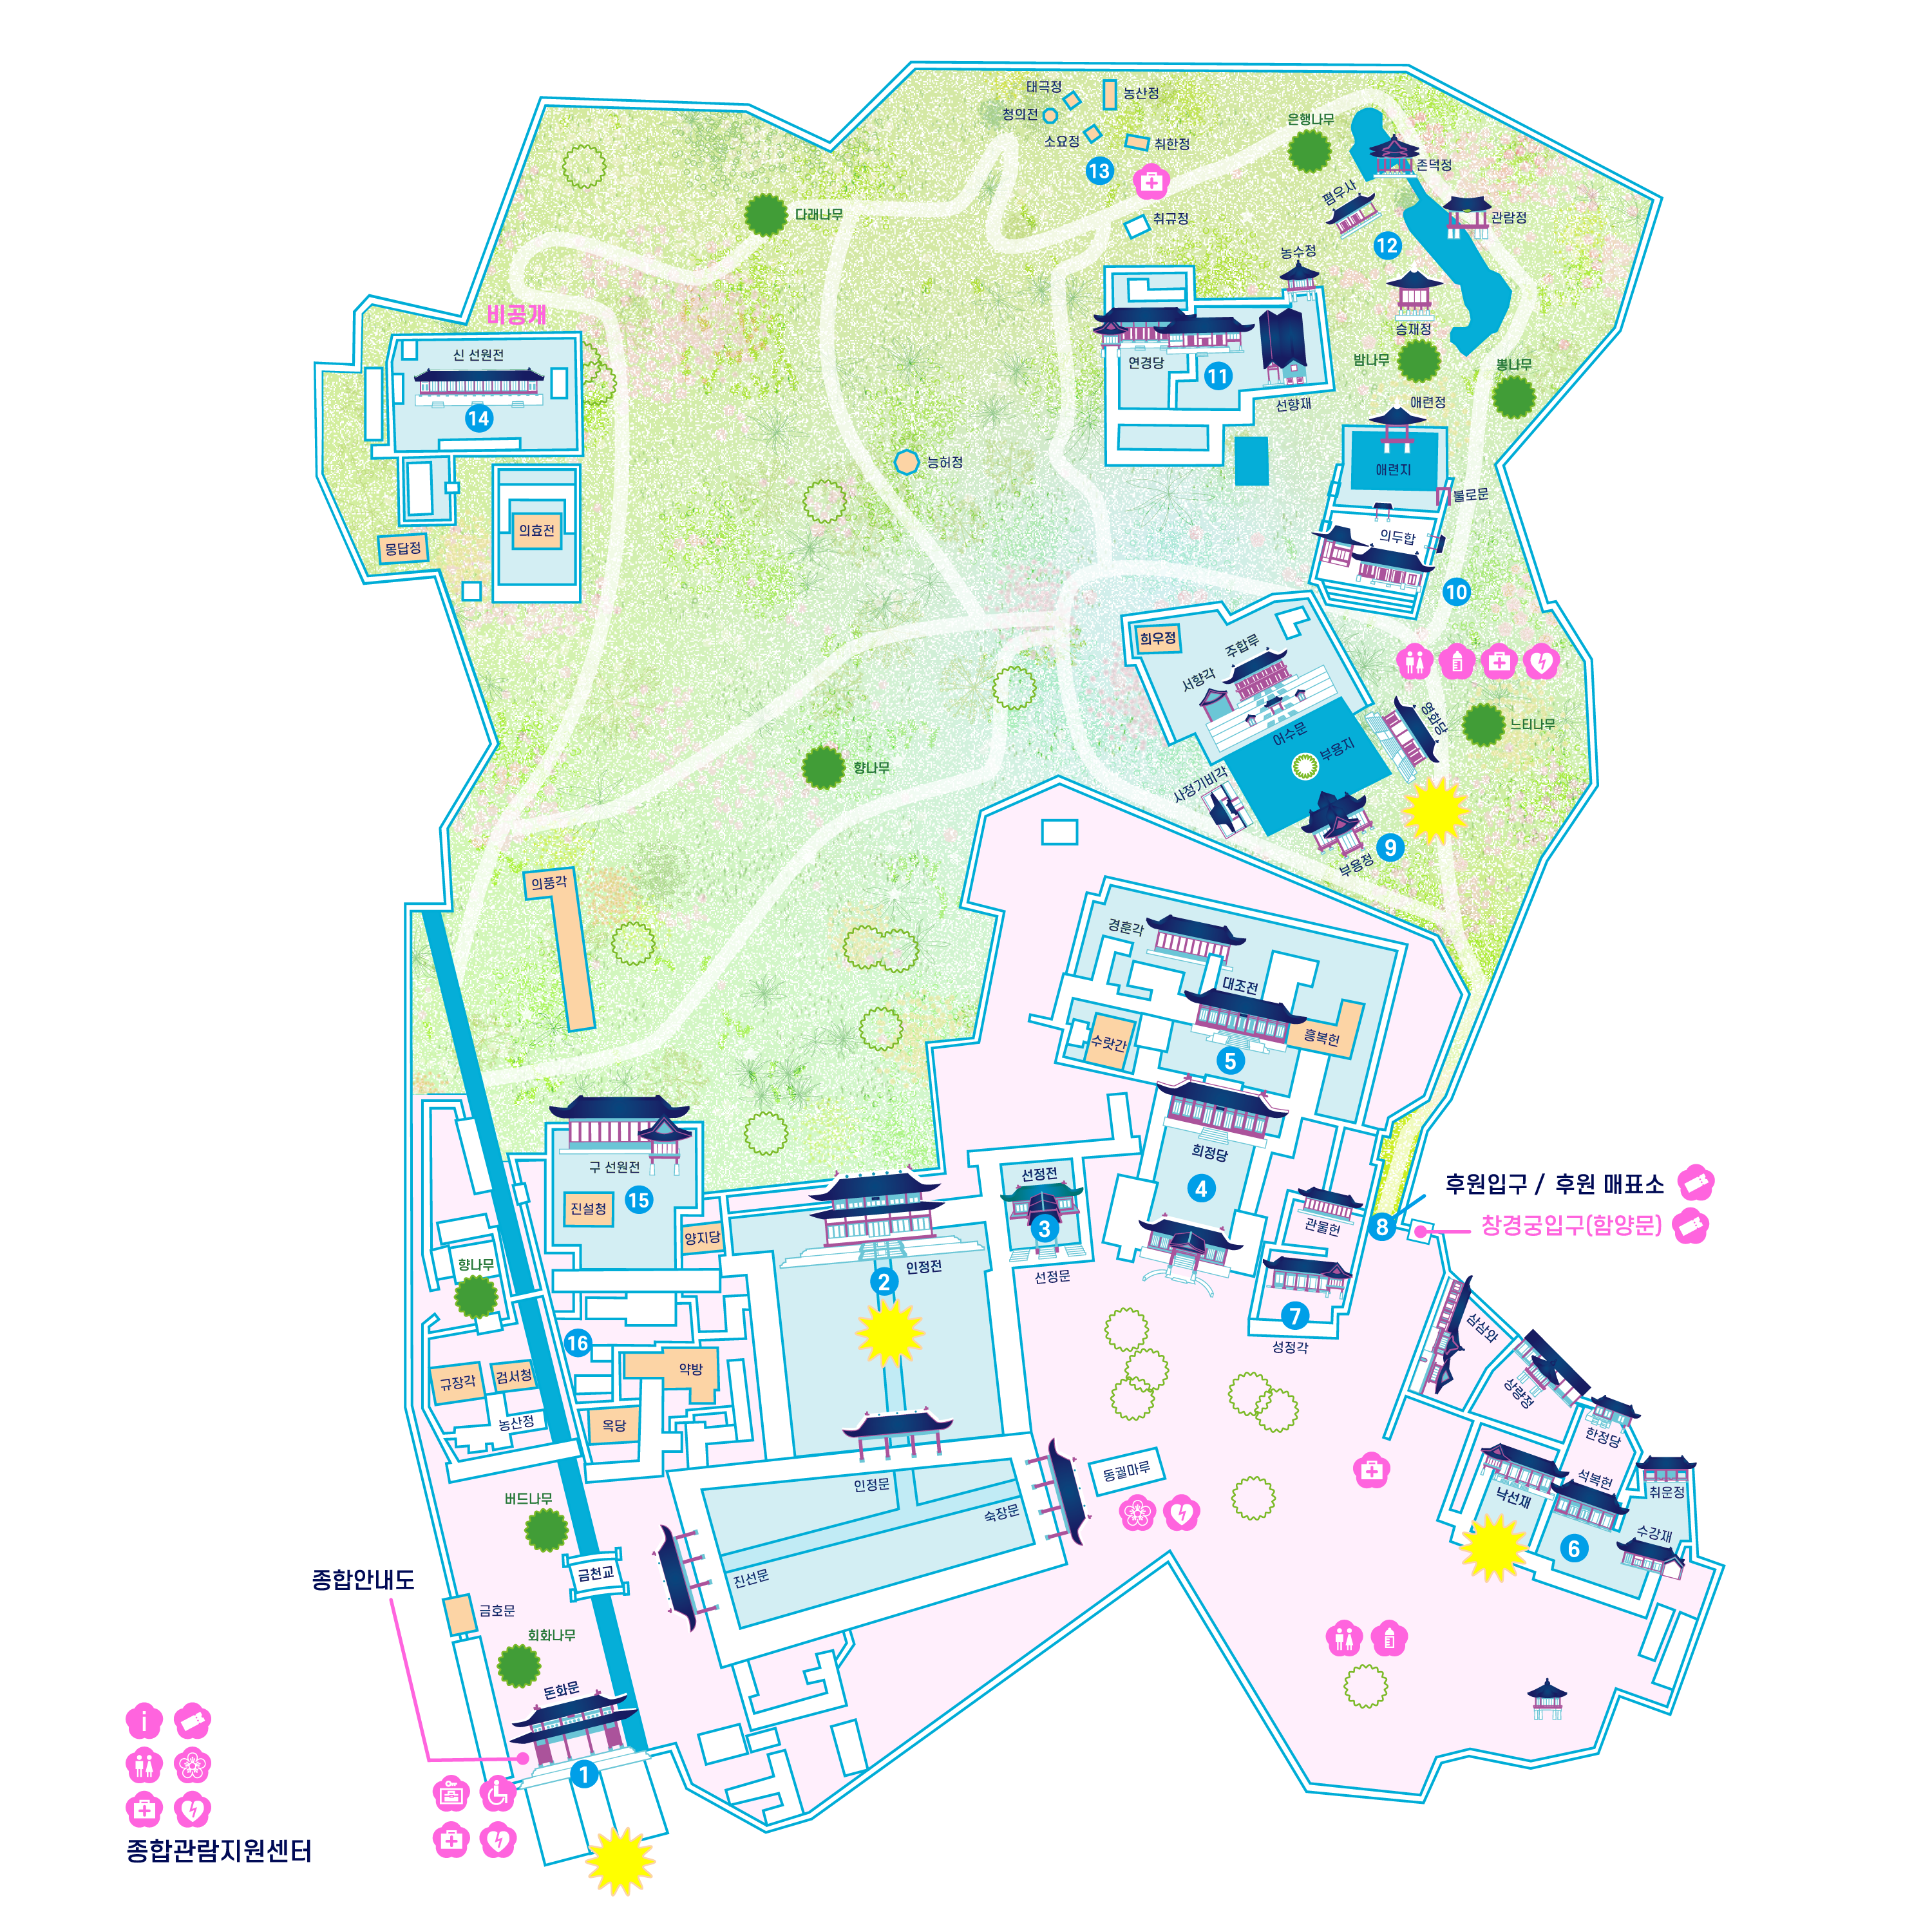 태극정
농산정
청의전
소요정
취한정
13
은행나무
존덕정
폄우사
관람정
12
취규정
다래나무
농수정
비공개
신 선원전
14
연경당
11
선향재
승재정
밤나무
뽕나무
애련정
애련지
불로문
능허정
의효전
몽답정
의두합
10
희우정
주합루
서향각
어수문
부용지
영화당
느티나무
향나무
사정기비각
부용정
9
의풍각
경훈각
대조전
수랏간
흥복헌
5
희정당
4
구 선원전
15
진설청
양지당
선정전
3
선정문
인정전
2
관물헌
8
후원입구 / 후원 매표소
창경궁입구(함양문)
7
성정각
향나무
16
규장각
검서청
농산정
약방
옥당
삼삼와
상량정
한정당
석복헌
취운정
낙선재
수강재
6
인정문
숙장문
진선문
동궐마루
버드나무
금천교
종합안내도
금호문
회화나무
돈화문
1
i
종합관람지원센터